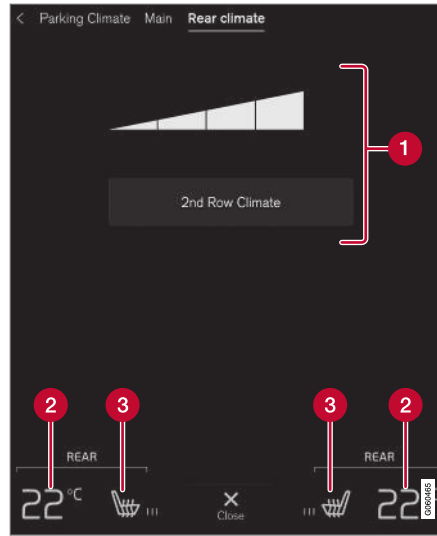 < Parking Climate Main Rear climate
1
2nd Row Climate
2 3 3 2
REAR REAR
22°C 22°
Close
G060465